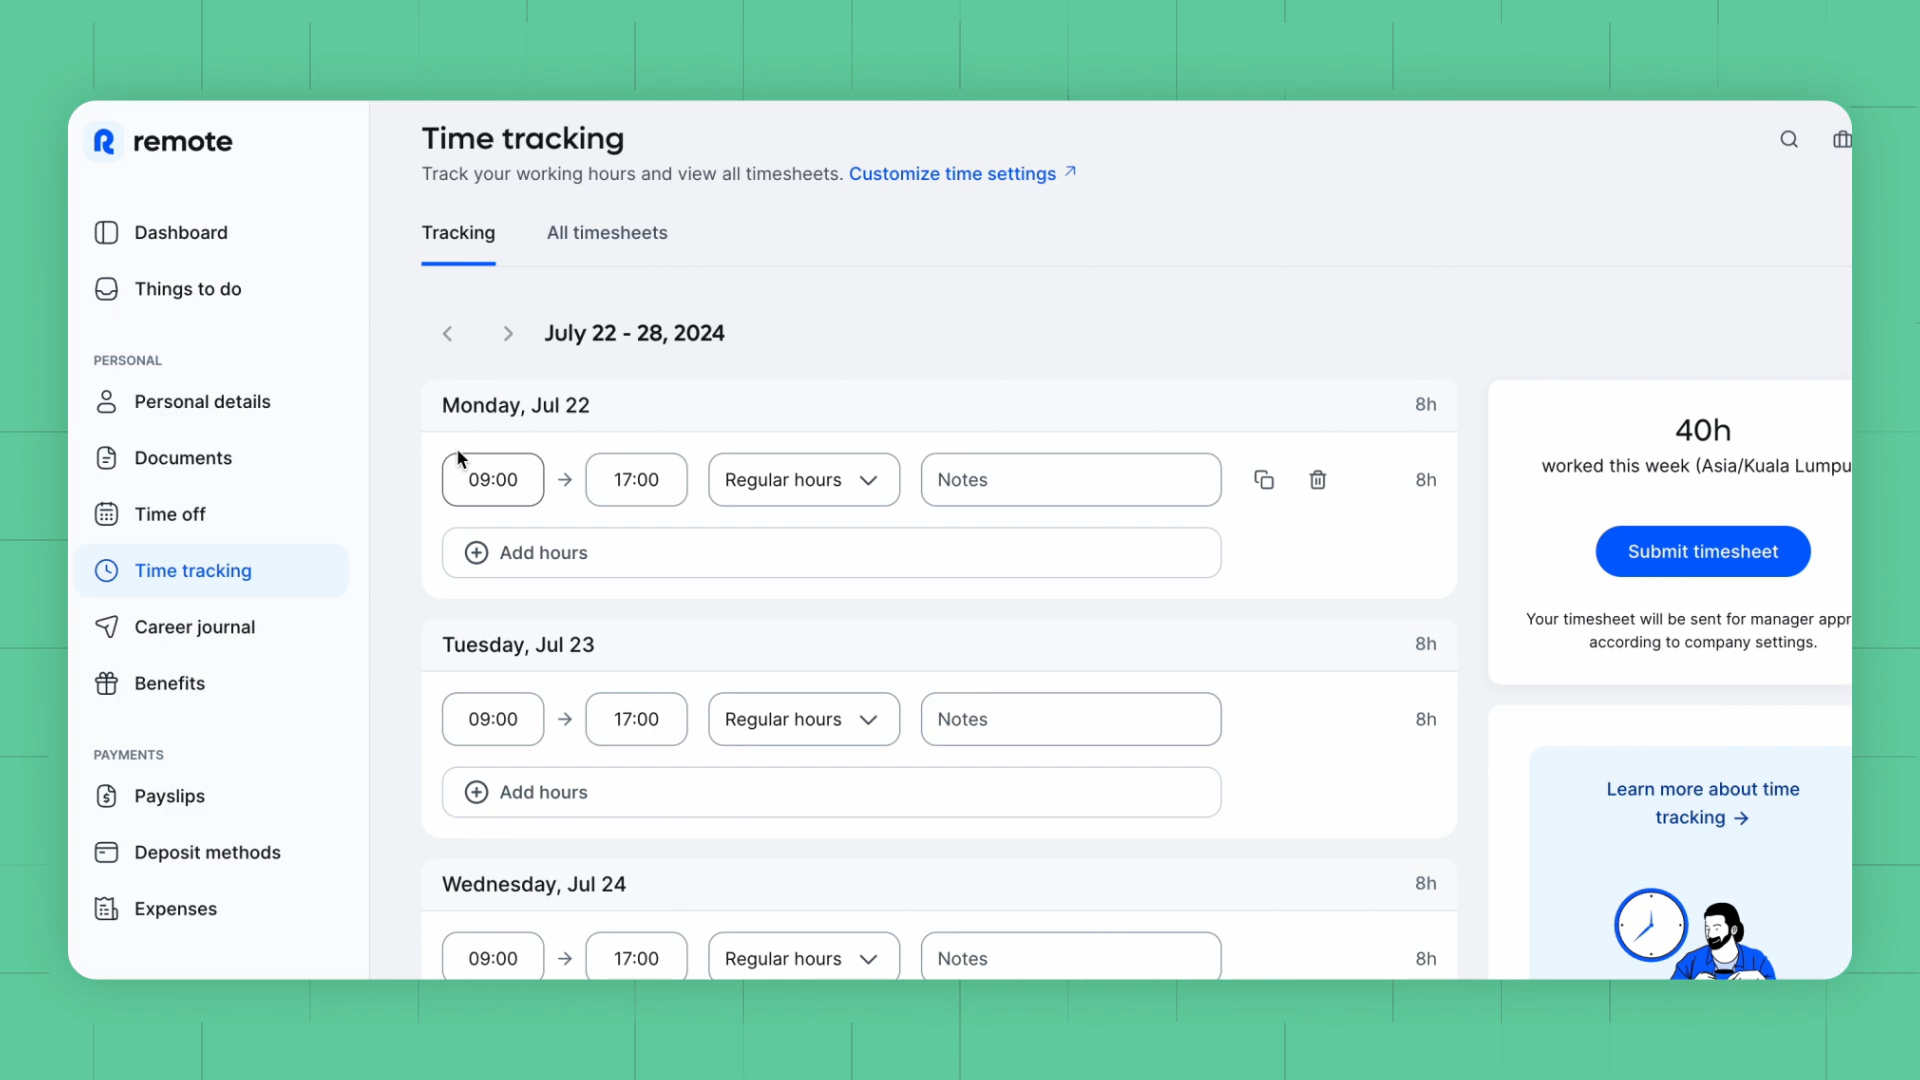 remote
Dashboard
Things to do
PERSONAL
Personal details
Documents
Time off
Time tracking
Career journal
Benefits
PAYMENTS
Payslips
Deposit methods
Expenses
Time tracking
Track your working hours and view all timesheets. Customize time settings
Tracking
All timesheets
July 22 - 28, 2024
Monday, Jul 22
8h
09:00
17:00
Regular hours
Notes
8h
Add hours
Tuesday, Jul 23
8h
09:00
17:00
Regular hours
Notes
8h
Add hours
Wednesday, Jul 24
8h
09:00
17:00
Regular hours
Notes
8h
40h
worked this week (Asia/Kuala Lumpu
Submit timesheet
Your timesheet will be sent for manager appr
according to company settings.
Learn more about time
tracking →